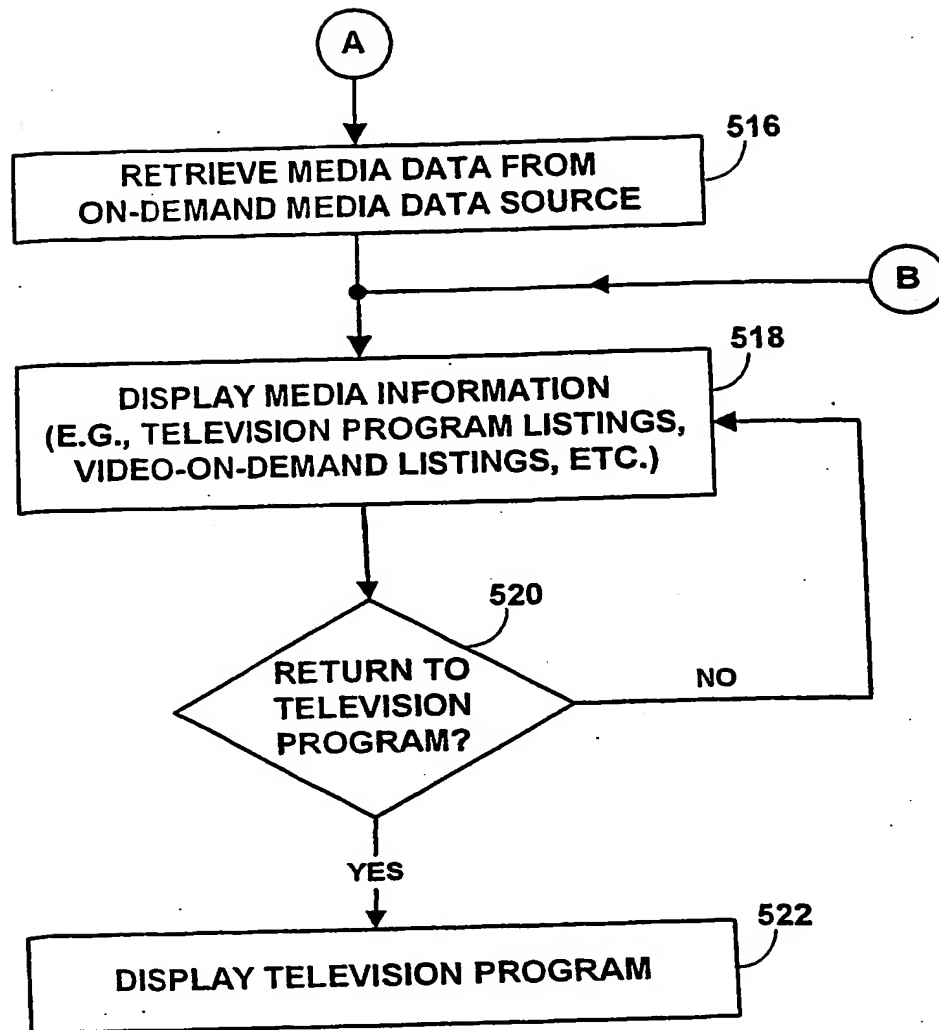 A
516
RETRIEVE MEDIA DATA FROM
ON-DEMAND MEDIA DATA SOURCE
B
518
DISPLAY MEDIA INFORMATION
(E.G., TELEVISION PROGRAM LISTINGS,
VIDEO-ON-DEMAND LISTINGS, ETC.)
520
RETURN TO
TELEVISION
PROGRAM?
NO
YES
522
DISPLAY TELEVISION PROGRAM